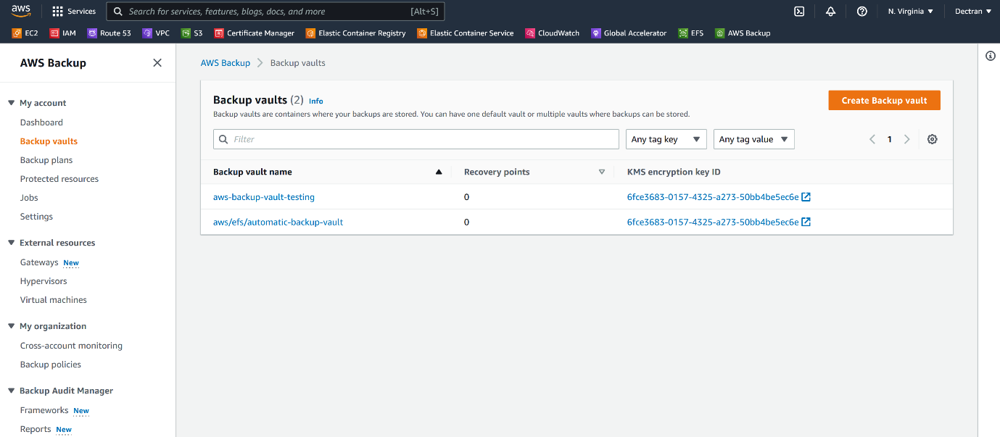 aws Services Search for services, features, blogs, docs, and more [Alt+S] N. Virginia Dectran
EC2 IAM Route 53 VPC S3 Certificate Manager Elastic Container Registry Elastic Container Service CloudWatch Global Accelerator EFS AWS Backup
AWS Backup
My account
Dashboard
Backup vaults
Backup plans
Protected resources
Jobs
Settings
External resources
Gateways New
Hypervisors
Virtual machines
My organization
Cross-account monitoring
Backup policies
Backup Audit Manager
Frameworks New
Reports New
AWS Backup Backup vaults
Backup vaults (2) Info
Create Backup vault
Backup vaults are containers where your backups are stored. You can have one default vault or multiple vaults where backups can be stored.
Filter Any tag key Any tag value 1
Backup vault name Recovery points KMS encryption key ID
aws-backup-vault-testing 0 6fce3683-0157-4325-a273-50bb4be5ec6e
aws/efs/automatic-backup-vault 0 6fce3683-0157-4325-a273-50bb4be5ec6e